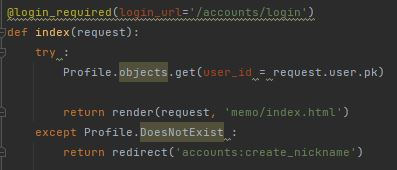 @login_required(login_url='/accounts/login')
def index(request):
    try :
        Profile.objects.get(user_id = request.user.pk)
        return render(request, 'memo/index.html')
    except Profile.DoesNotExist :
        return redirect('accounts:create_nickname')